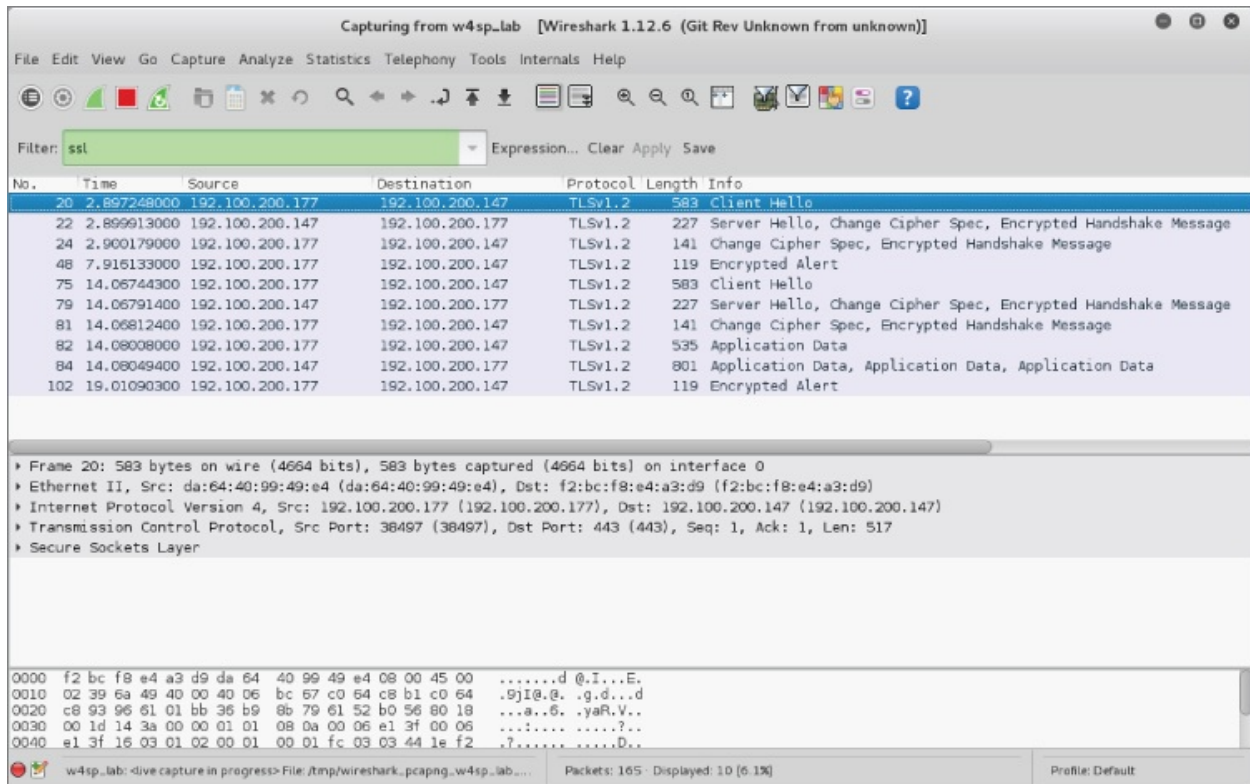 Capturing from w4sp_lab [Wireshark 1.12.6 (Git Rev Unknown from unknown)]
File Edit View Go Capture Analyze Statistics Telephony Tools Internals Help
Filter: ssl Expression... Clear Apply Save
No. Time Source Destination Protocol Length Info
20 2.897248000 192.100.200.177 192.100.200.147 TLSv1.2 583 Client Hello
22 2.899913000 192.100.200.147 192.100.200.177 TLSv1.2 227 Server Hello, Change Cipher Spec, Encrypted Handshake Message
24 2.900179000 192.100.200.177 192.100.200.147 TLSv1.2 141 Change Cipher Spec, Encrypted Handshake Message
48 7.916133000 192.100.200.177 192.100.200.147 TLSv1.2 119 Encrypted Alert
75 14.06744300 192.100.200.177 192.100.200.147 TLSv1.2 583 Client Hello
79 14.06791400 192.100.200.147 192.100.200.177 TLSv1.2 227 Server Hello, Change Cipher Spec, Encrypted Handshake Message
81 14.06812400 192.100.200.177 192.100.200.147 TLSv1.2 141 Change Cipher Spec, Encrypted Handshake Message
82 14.08008000 192.100.200.177 192.100.200.147 TLSv1.2 535 Application Data
84 14.08049400 192.100.200.147 192.100.200.177 TLSv1.2 801 Application Data, Application Data, Application Data
102 19.01090300 192.100.200.177 192.100.200.147 TLSv1.2 119 Encrypted Alert
Frame 20: 583 bytes on wire (4664 bits), 583 bytes captured (4664 bits) on interface 0
Ethernet II, Src: da:64:40:99:49:e4 (da:64:40:99:49:e4), Dst: f2:bc:f8:e4:a3:d9 (f2:bc:f8:e4:a3:d9)
Internet Protocol Version 4, Src: 192.100.200.177 (192.100.200.177), Dst: 192.100.200.147 (192.100.200.147)
Transmission Control Protocol, Src Port: 38497 (38497), Dst Port: 443 (443), Seq: 1, Ack: 1, Len: 517
Secure Sockets Layer
0000 f2 bc f8 e4 a3 d9 da 64 40 99 49 e4 08 00 45 00 .......d @.I...E.
0010 02 39 6a 49 40 00 40 06 bc 67 c0 64 c8 b1 c0 64 .9jI@.@. .g.d...d
0020 c8 93 96 61 01 bb 36 b9 8b 79 61 52 b0 56 80 18 ...a..6. .yaR.V..
0030 00 1d 14 3a 00 00 01 01 08 0a 00 06 e1 3f 00 06 ...:.... .....?..
0040 e1 3f 16 03 01 02 00 01 00 01 fc 03 03 44 1e f2 .?...... .....D..
w4sp_lab: <live capture in progress> File: /tmp/wireshark_pcapng_w4sp_lab_... Packets: 165 · Displayed: 10 (6.1%) Profile: Default